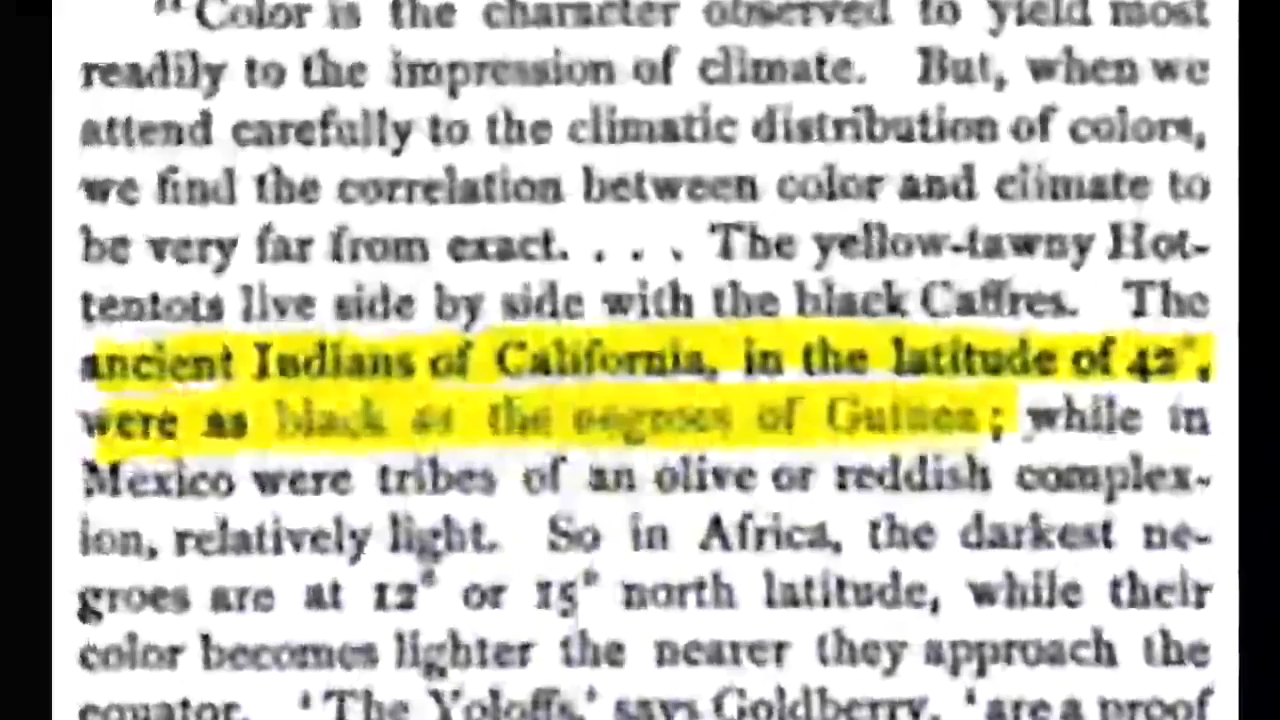 "Color is the character observed to yield most
readily to the impression of climate. But, when we
attend carefully to the climatic distribution of colors,
we find the correlation between color and climate to
be very far from exact. . . . The yellow-tawny Hot-
tentots live side by side with the black Caffres. The
ancient Indians of California, in the latitude of 42°,
were as black as the negroes of Guinea; while in
Mexico were tribes of an olive or reddish complex-
ion, relatively light. So in Africa, the darkest ne-
groes are at 12° or 15° north latitude, while their
color becomes lighter the nearer they approach the
equator. 'The Yoloffs,' says Goldberry, 'are a proof